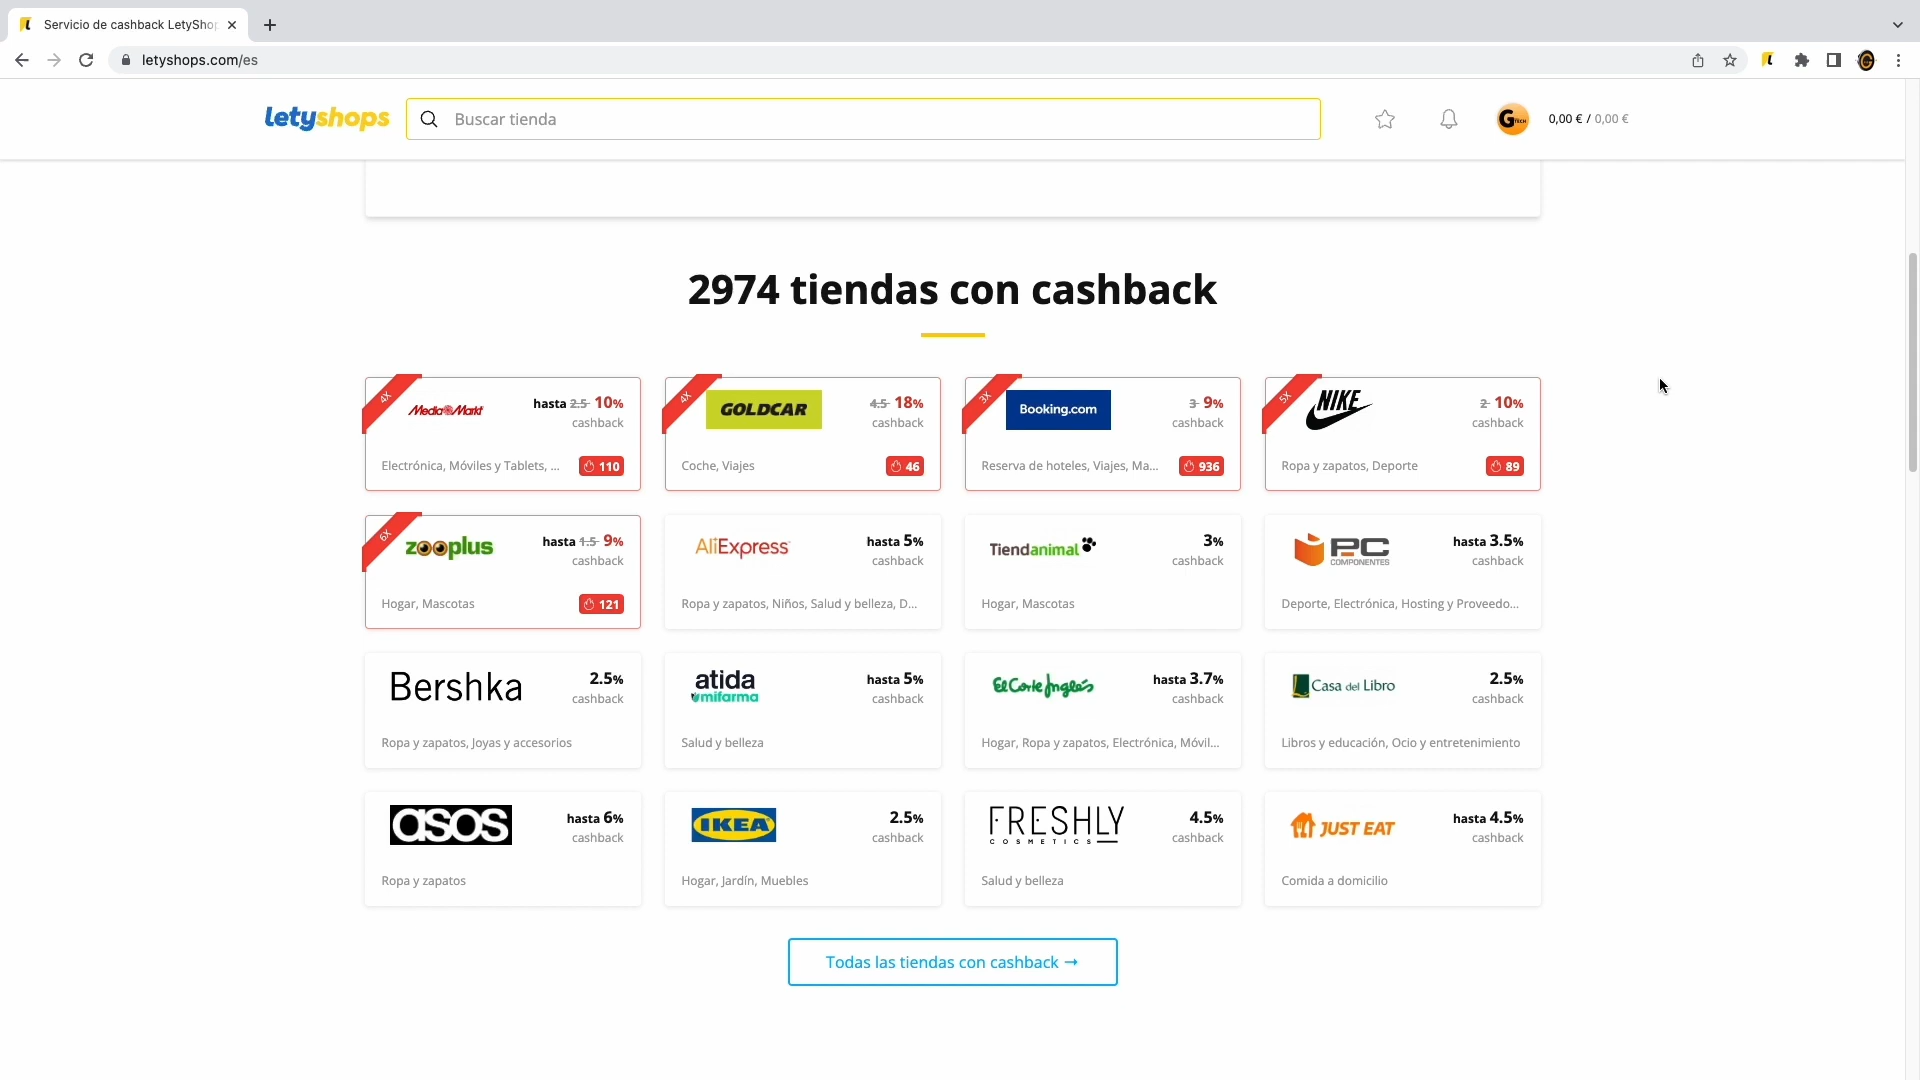 Servicio de cashback LetyShop
letyshops.com/es
letyshops
Buscar tienda
G TECH
0,00 € / 0,00 €
2974 tiendas con cashback
4X
MediaMarkt
hasta 2.5 10%
cashback
Electrónica, Móviles y Tablets, ...
110
4X
GOLDCAR
4.5 18%
cashback
Coche, Viajes
46
3X
Booking.com
3 9%
cashback
Reserva de hoteles, Viajes, Ma...
936
5X
NIKE
2 10%
cashback
Ropa y zapatos, Deporte
89
6X
zooplus
hasta 1.5 9%
cashback
Hogar, Mascotas
121
AliExpress
hasta 5%
cashback
Ropa y zapatos, Niños, Salud y belleza, D...
Tiendanimal
3%
cashback
Hogar, Mascotas
PC
COMPONENTES
hasta 3.5%
cashback
Deporte, Electrónica, Hosting y Proveedo...
Bershka
2.5%
cashback
Ropa y zapatos, Joyas y accesorios
atida
mifarma
hasta 5%
cashback
Salud y belleza
El Corte Inglés
hasta 3.7%
cashback
Hogar, Ropa y zapatos, Electrónica, Móvil...
Casa del Libro
2.5%
cashback
Libros y educación, Ocio y entretenimiento
asos
hasta 6%
cashback
Ropa y zapatos
IKEA
2.5%
cashback
Hogar, Jardín, Muebles
FRESHLY
COSMETICS
4.5%
cashback
Salud y belleza
JUST EAT
hasta 4.5%
cashback
Comida a domicilio
Todas las tiendas con cashback →